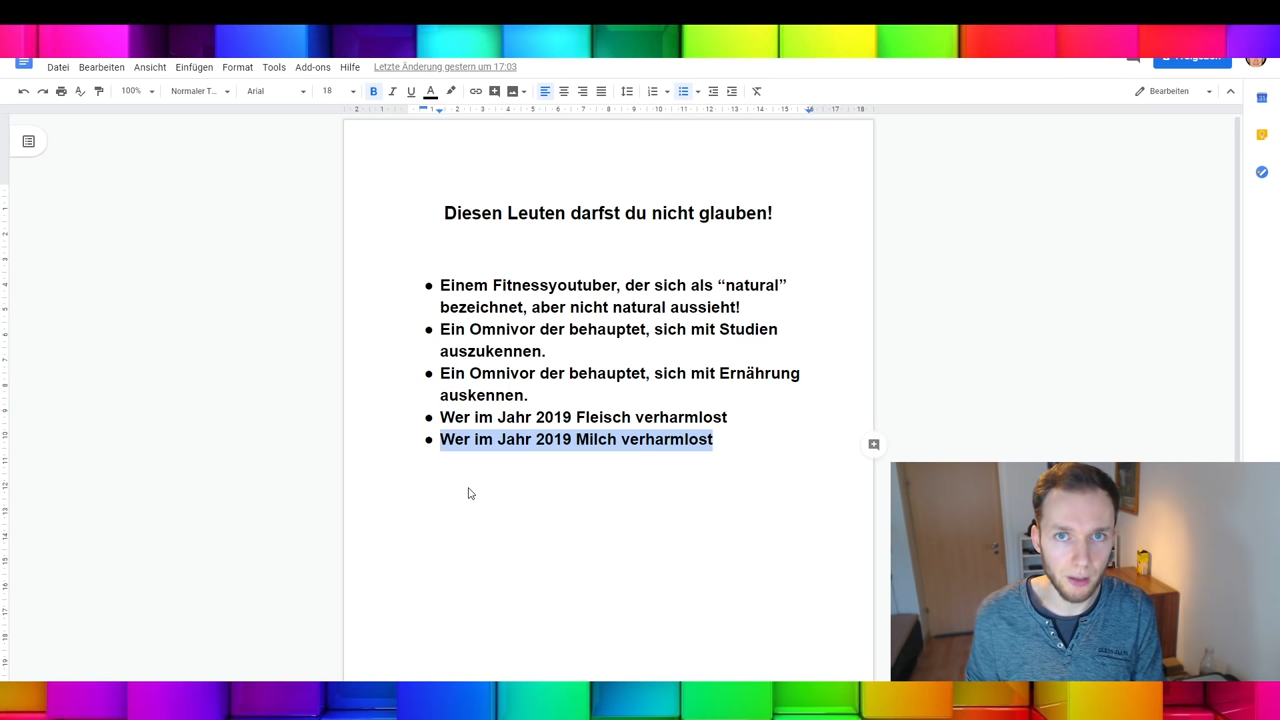 Datei Bearbeiten Ansicht Einfügen Format Tools Add-ons Hilfe Letzte Änderung gestern um 17:03
100% Normaler T... Arial 18 Bearbeiten
Diesen Leuten darfst du nicht glauben!
● Einem Fitnessyoutuber, der sich als “natural”
bezeichnet, aber nicht natural aussieht!
● Ein Omnivor der behauptet, sich mit Studien
auszukennen.
● Ein Omnivor der behauptet, sich mit Ernährung
auskennen.
● Wer im Jahr 2019 Fleisch verharmlost
● Wer im Jahr 2019 Milch verharmlost